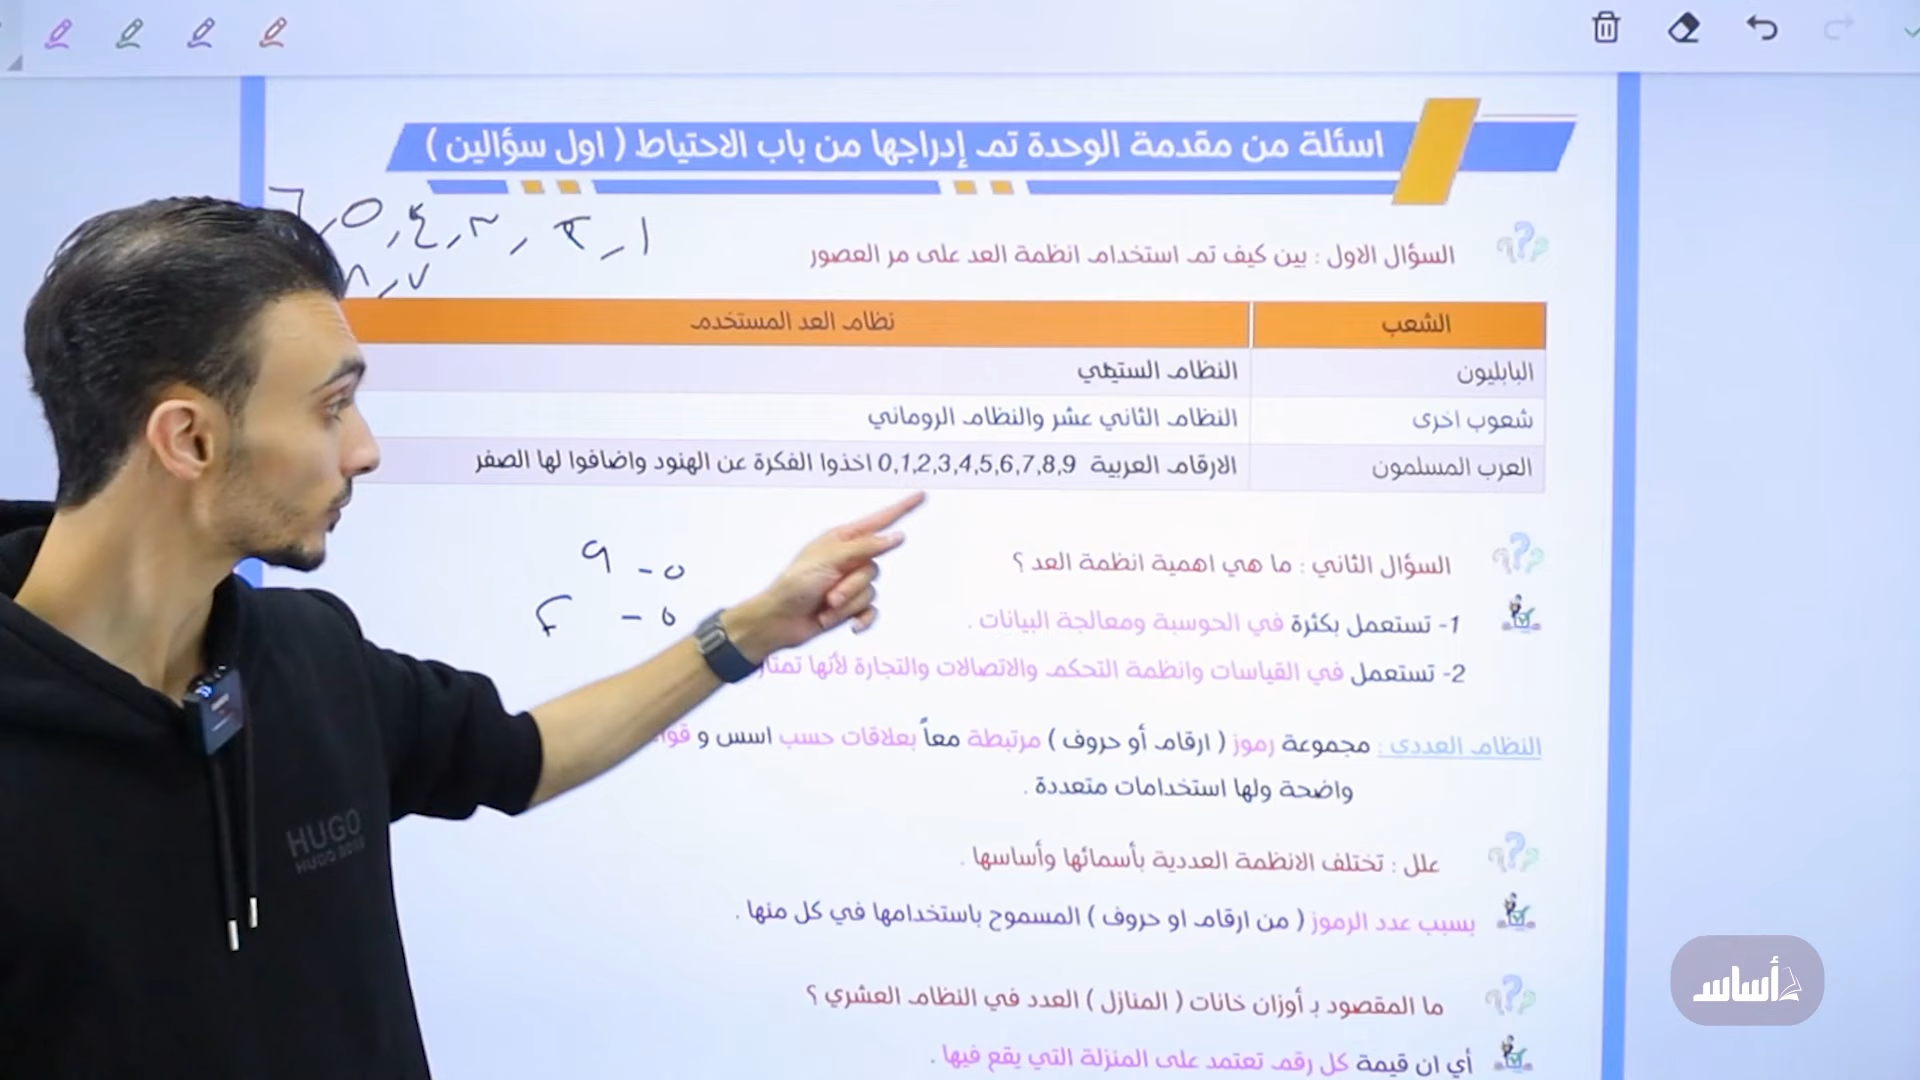 اسئلة من مقدمة الوحدة تم إدراجها من باب الاحتياط ( اول سؤالين )
السؤال الاول : بين كيف تم استخدام انظمة العد على مر العصور
الشعب	نظام العد المستخدم
البابليون	النظام الستيني
شعوب اخرى	النظام الثاني عشر والنظام الروماني
العرب المسلمون	الارقام العربية 0,1,2,3,4,5,6,7,8,9 اخذوا الفكرة عن الهنود واضافوا لها الصفر
السؤال الثاني : ما هي اهمية انظمة العد ؟
1- تستعمل بكثرة في الحوسبة ومعالجة البيانات .
2- تستعمل في القياسات وانظمة التحكم والاتصالات والتجارة لأنها
النظام العددي : مجموعة رموز ( ارقام أو حروف ) مرتبطة معاً بعلاقات حسب اسس و
واضحة ولها استخدامات متعددة .
علل : تختلف الانظمة العددية بأسمائها وأساسها .
بسبب عدد الرموز ( من ارقام او حروف ) المسموح باستخدامها في كل منها .
ما المقصود بـ أوزان خانات ( المنازل ) العدد في النظام العشري ؟
أي ان قيمة كل رقم تعتمد على المنزلة التي يقع فيها .
HUGO
HUGO BOSS
أساس